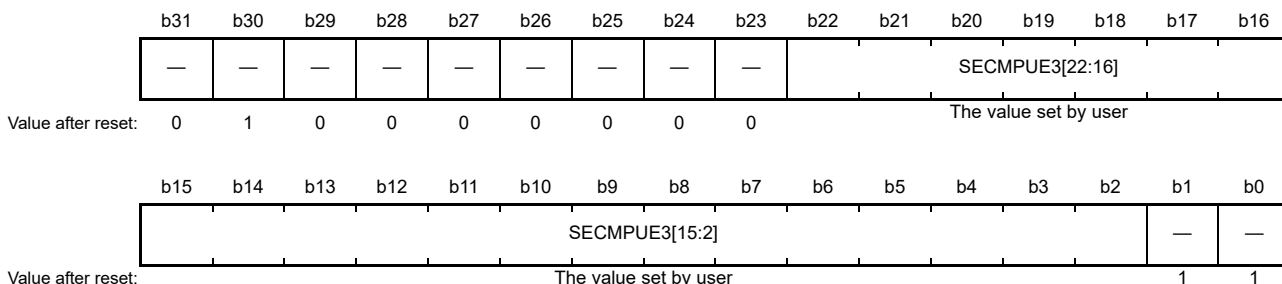 b31 b30 b29 b28 b27 b26 b25 b24 b23 b22 b21 b20 b19 b18 b17 b16
— — — — — — — — — SECMPUE3[22:16]
Value after reset: 0 1 0 0 0 0 0 0 0 The value set by user
b15 b14 b13 b12 b11 b10 b9 b8 b7 b6 b5 b4 b3 b2 b1 b0
SECMPUE3[15:2] — —
Value after reset: The value set by user 1 1